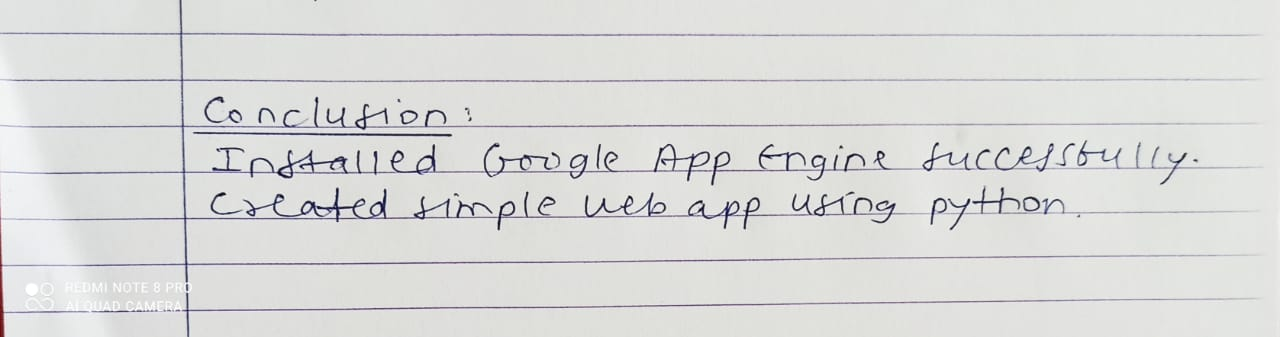 Conclusion:
Installed Google App Engine successfully.
Created simple web app using python.
REDMI NOTE 8 PRO
AI QUAD CAMERA